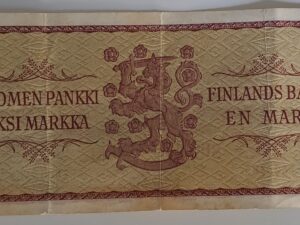 OMEN PANKKI
KSI MARKKA
FINLANDS BA
EN MAR